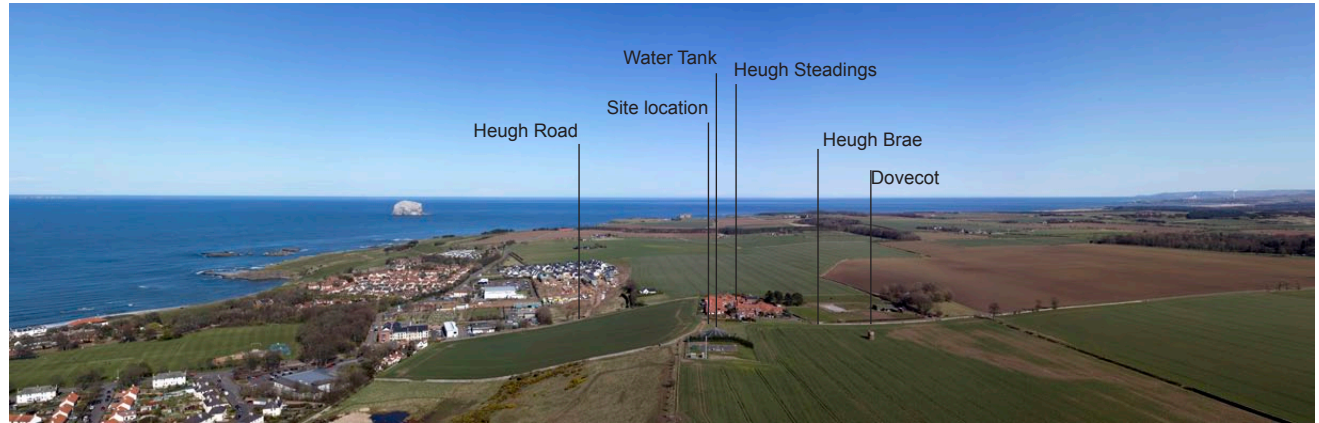 Water Tank
Heugh Steadings
Site location
Heugh Road
Heugh Brae
Dovecot